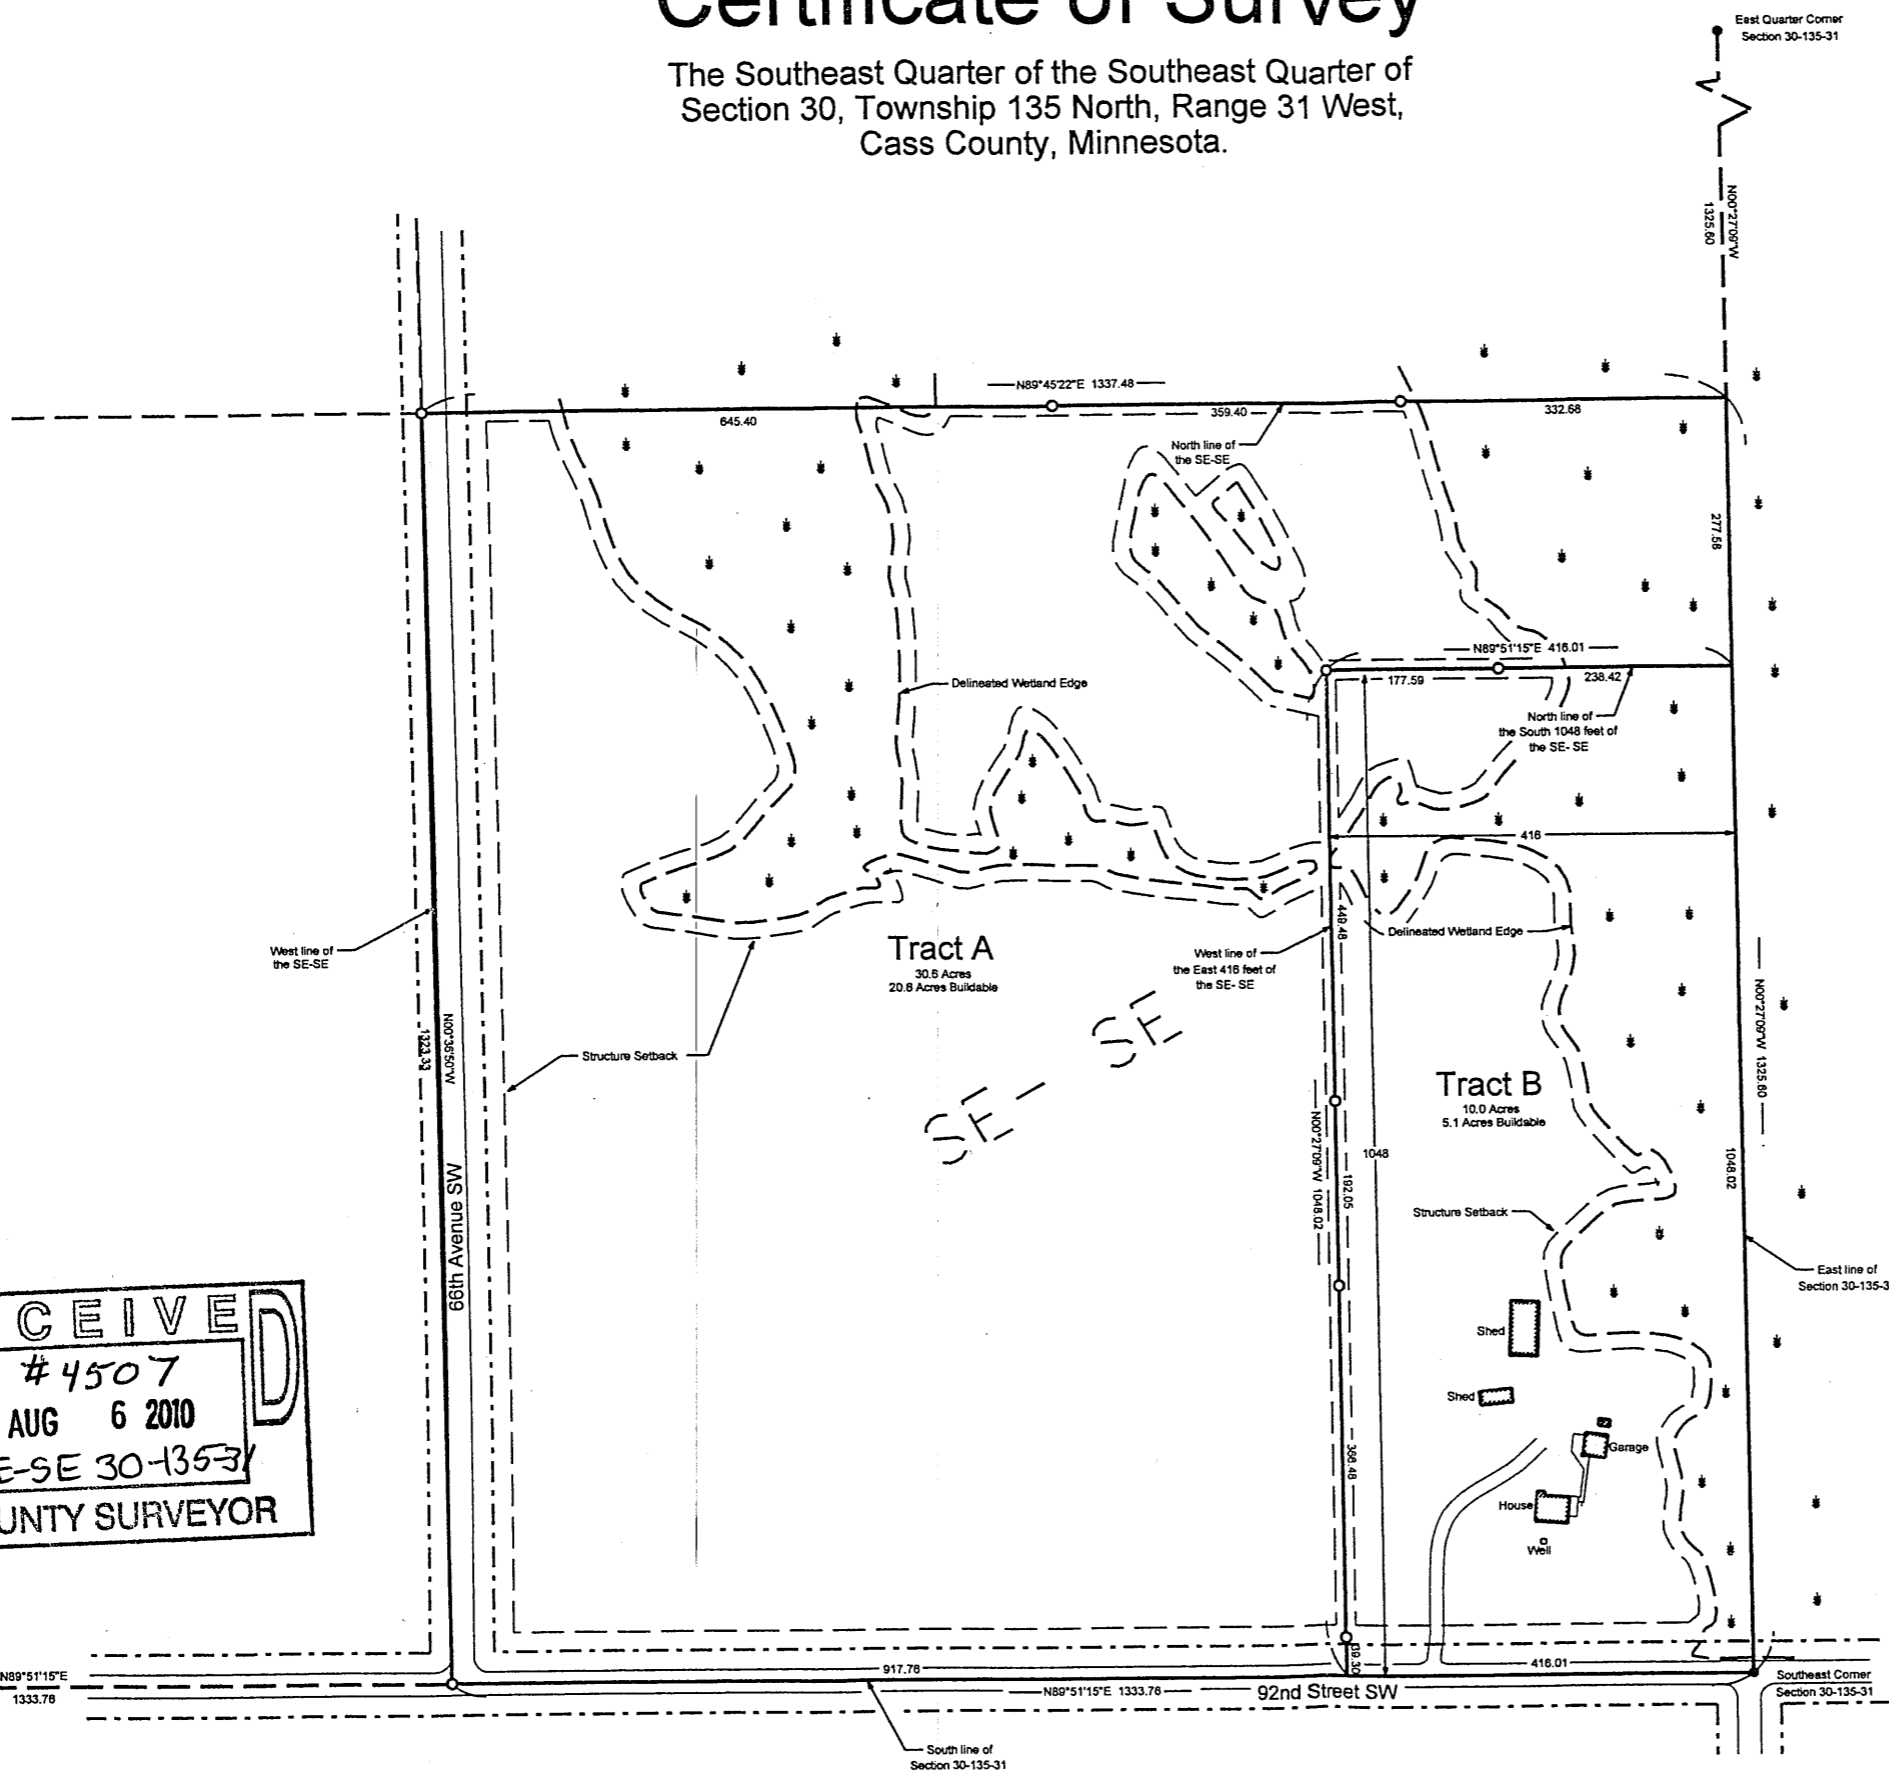 Certificate of Survey
The Southeast Quarter of the Southeast Quarter of
Section 30, Township 135 North, Range 31 West,
Cass County, Minnesota.
East Quarter Corner
Section 30-135-31
N00°27'09"W
1325.60
N89°45'22"E 1337.48
645.40
359.40
332.68
North line of
the SE-SE
277.58
N89°51'15"E 416.01
177.59
238.42
North line of
the South 1048 feet of
the SE- SE
Delineated Wetland Edge
416
449.48
Delineated Wetland Edge
West line of
the SE-SE
Tract A
30.6 Acres
20.8 Acres Buildable
West line of
the East 416 feet of
the SE- SE
SE - SE
N00°36'50"W
1323.33
Structure Setback
N00°27'09"W 1325.60
Tract B
10.0 Acres
5.1 Acres Buildable
1048
N00°27'09"W 1048.02
192.05
1048.02
66th Avenue SW
Structure Setback
East line of
Section 30-135-3
Shed
Shed
Garage
House
Well
368.48
CEIVED
#4507
AUG 6 2010
E-SE 30-135-31
UNTY SURVEYOR
N89°51'15"E
1333.76
917.76
39.30
416.01
N89°51'15"E 1333.76
92nd Street SW
Southeast Corner
Section 30-135-31
South line of
Section 30-135-31